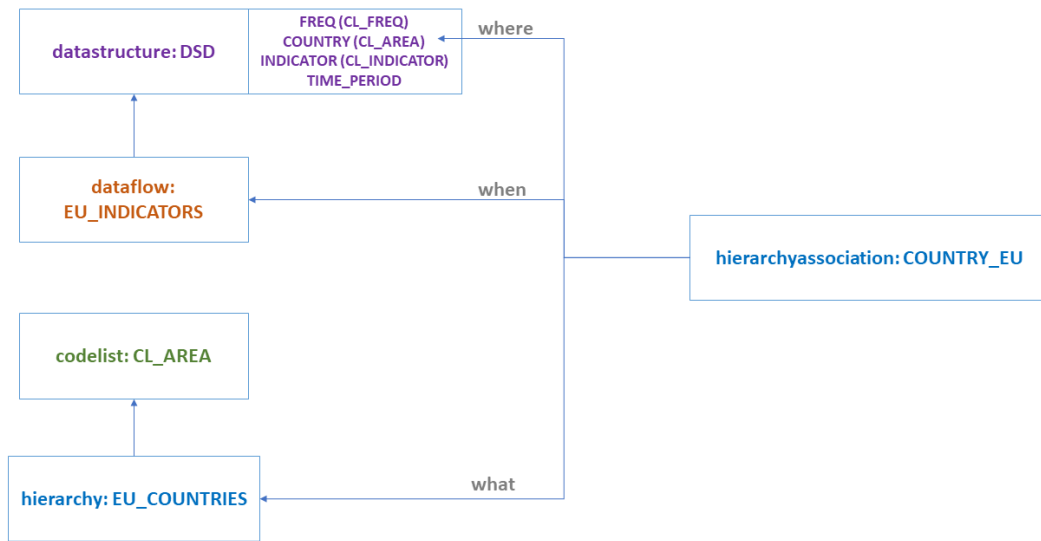 datastructure: DSD
FREQ (CL_FREQ)
COUNTRY (CL_AREA)
INDICATOR (CL_INDICATOR)
TIME_PERIOD
where
dataflow:
EU_INDICATORS
when
hierarchyassociation: COUNTRY_EU
codelist: CL_AREA
hierarchy: EU_COUNTRIES
what